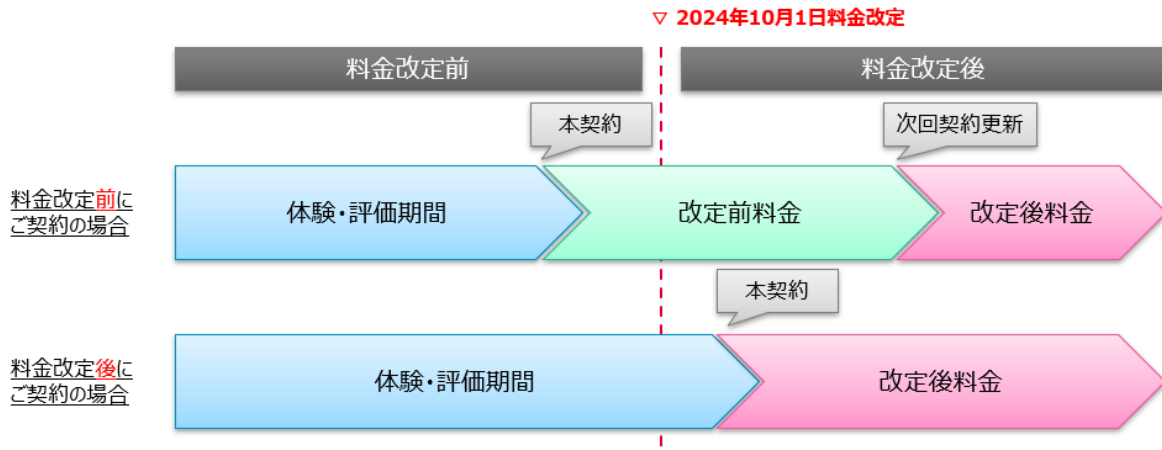 ▽ 2024年10月1日料金改定
料金改定前
料金改定後
本契約
次回契約更新
料金改定前に
ご契約の場合
体験・評価期間
改定前料金
改定後料金
本契約
料金改定後に
ご契約の場合
体験・評価期間
改定後料金